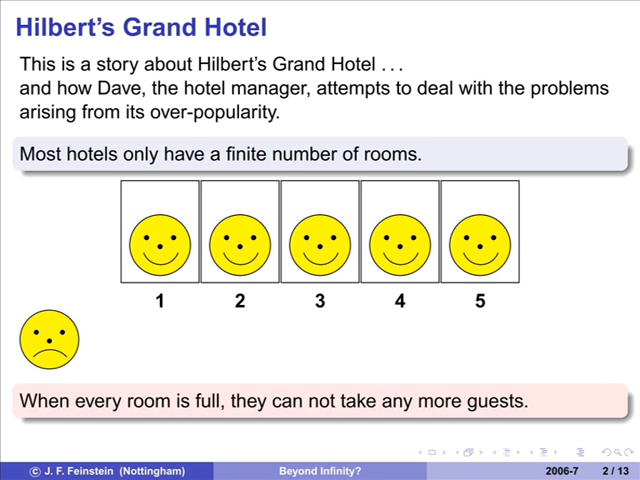 Hilbert’s Grand Hotel
This is a story about Hilbert’s Grand Hotel . . .
and how Dave, the hotel manager, attempts to deal with the problems
arising from its over-popularity.
Most hotels only have a finite number of rooms.
1 2 3 4 5
When every room is full, they can not take any more guests.
© J. F. Feinstein (Nottingham) Beyond Infinity? 2006-7 2 / 13